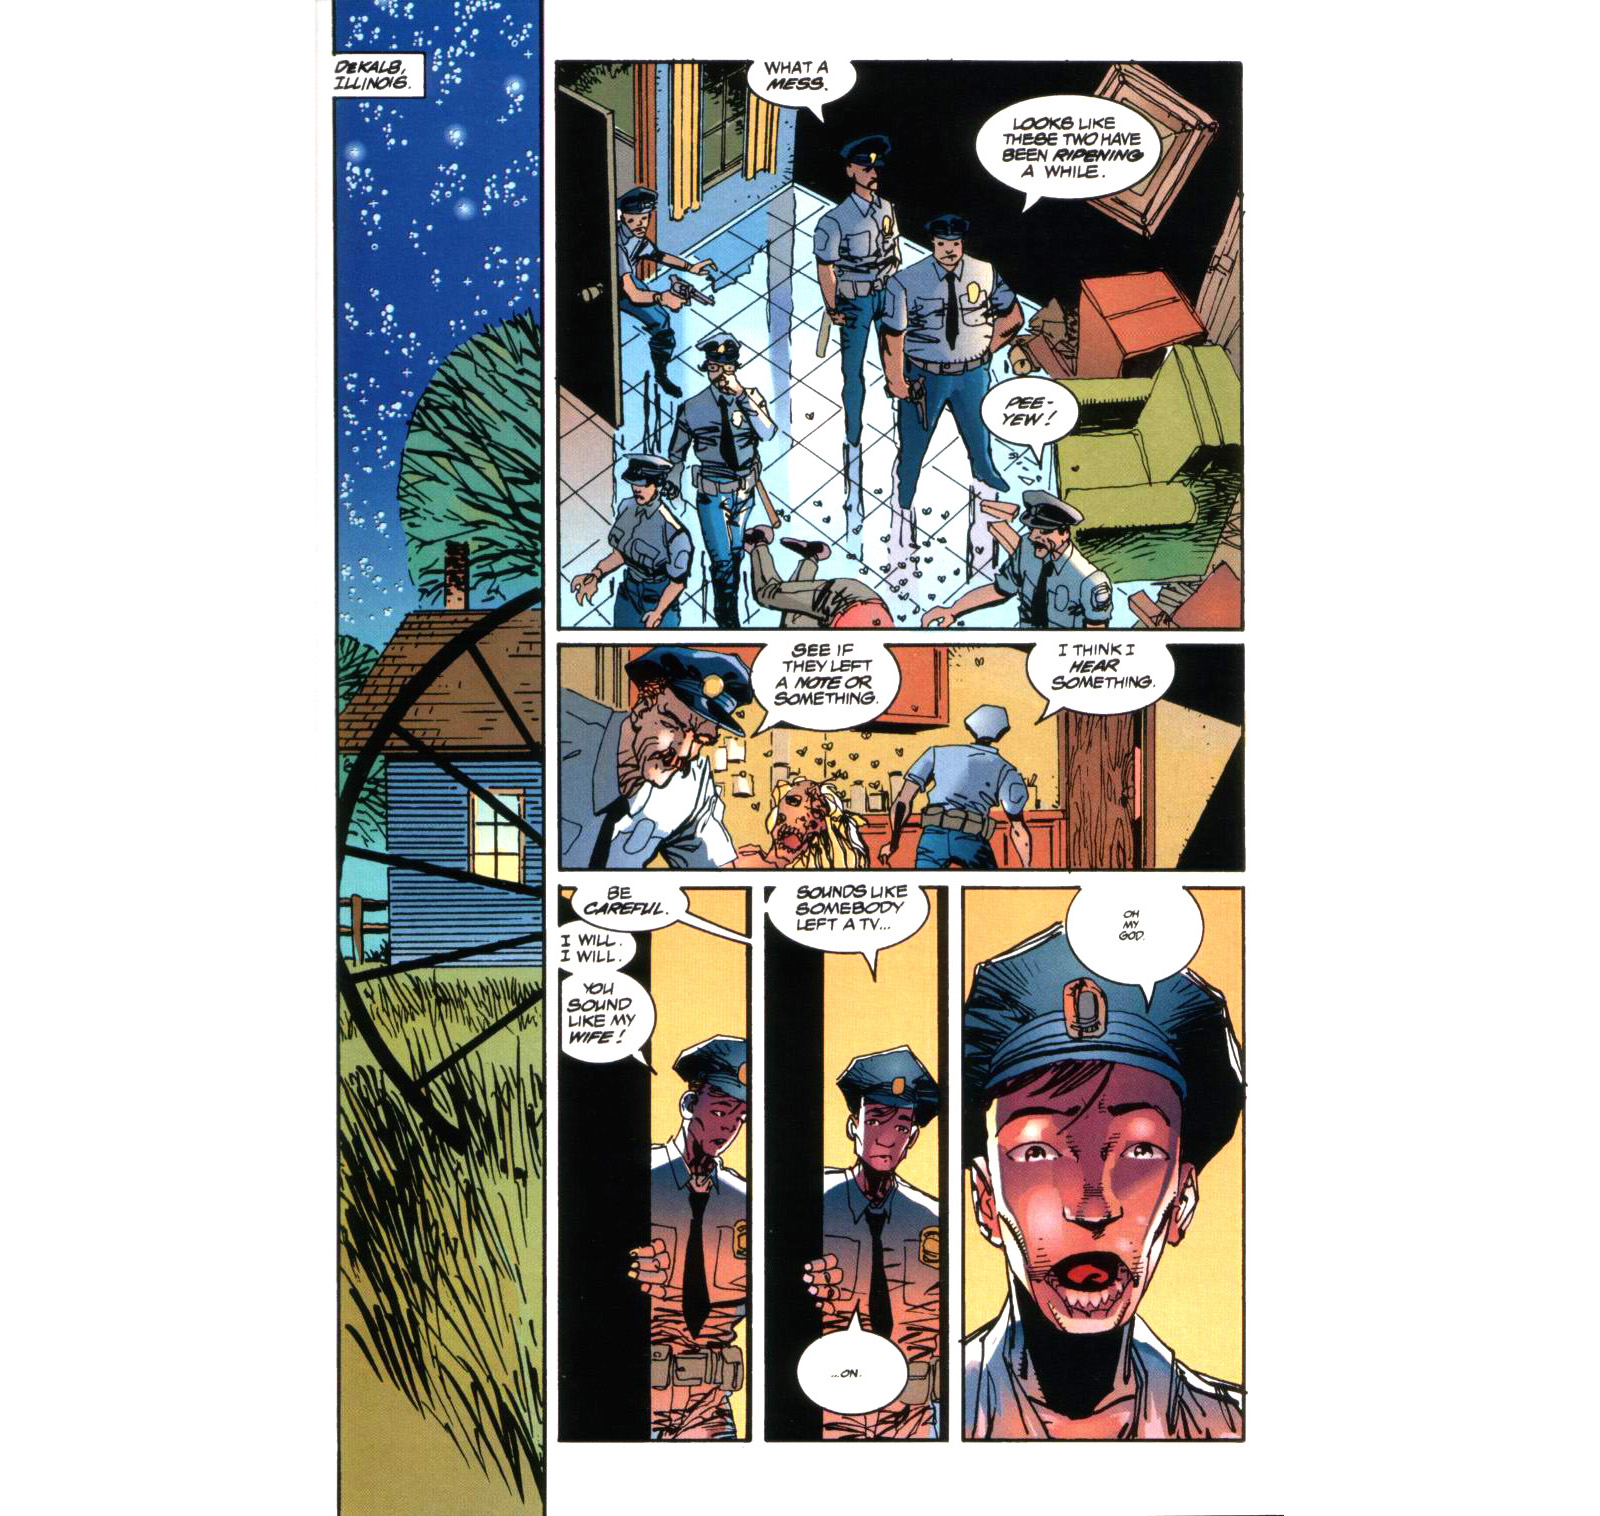 DEKALB,
ILLINOIS.
WHAT A
MESS.
LOOKS LIKE
THESE TWO HAVE
BEEN RIPENING
A WHILE.
PEE-
YEW!
SEE IF
THEY LEFT
A NOTE OR
SOMETHING.
I THINK I
HEAR
SOMETHING.
BE
CAREFUL.
I WILL.
I WILL.
YOU
SOUND
LIKE MY
WIFE!
SOUNDS LIKE
SOMEBODY
LEFT A TV...
...ON.
OH
MY
GOD.